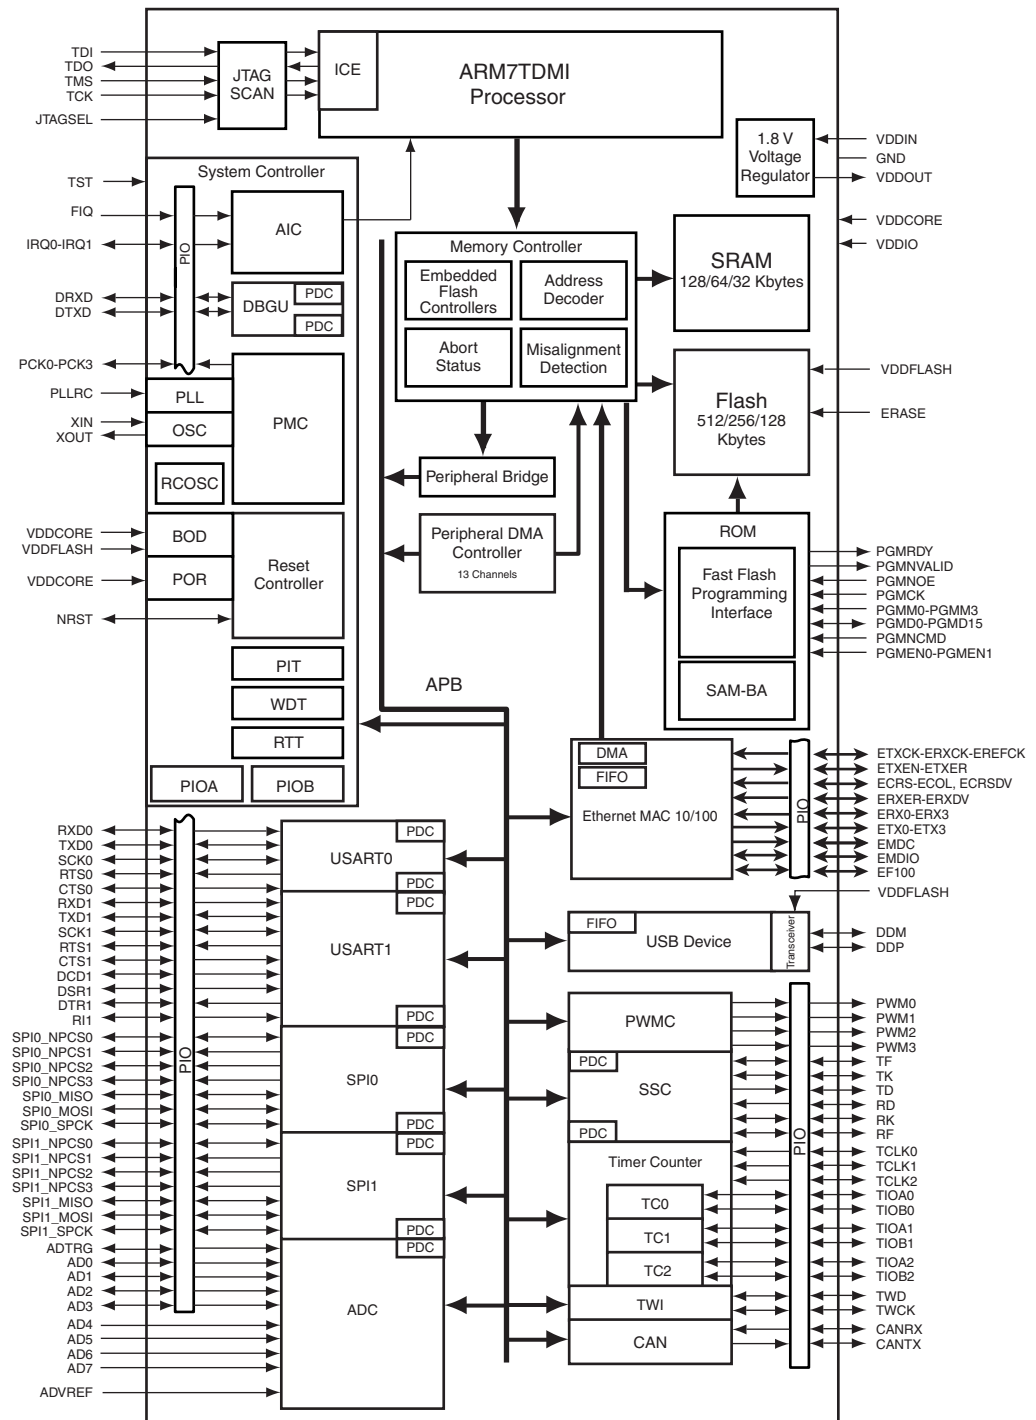 TDI
TDO
TMS
TCK
JTAGSEL
JTAG
SCAN
ICE
ARM7TDMI
Processor
1.8 V
Voltage
Regulator
VDDIN
GND
VDDOUT
VDDCORE
VDDIO
System Controller
TST
FIQ
IRQ0-IRQ1
PIO
AIC
DRXD
DTXD
DBGU
PDC
PDC
PCK0-PCK3
PLLRC
PLL
XIN
XOUT
OSC
PMC
RCOSC
VDDCORE
VDDFLASH
BOD
VDDCORE
POR
Reset
Controller
NRST
PIT
WDT
RTT
PIOA
PIOB
Memory Controller
Embedded
Flash
Controllers
Address
Decoder
Abort
Status
Misalignment
Detection
SRAM
128/64/32 Kbytes
Flash
512/256/128
Kbytes
VDDFLASH
ERASE
Peripheral Bridge
Peripheral DMA
Controller
13 Channels
ROM
Fast Flash
Programming
Interface
SAM-BA
PGMRDY
PGMNVALID
PGMNOE
PGMCK
PGMM0-PGMM3
PGMD0-PGMD15
PGMNCMD
PGMEN0-PGMEN1
APB
DMA
FIFO
Ethernet MAC 10/100
PIO
ETXCK-ERXCK-EREFCK
ETXEN-ETXER
ECRS-ECOL, ECRSDV
ERXER-ERXDV
ERX0-ERX3
ETX0-ETX3
EMDC
EMDIO
EF100
VDDFLASH
FIFO
USB Device
Transceiver
DDM
DDP
RXD0
TXD0
SCK0
RTS0
CTS0
RXD1
TXD1
SCK1
RTS1
CTS1
DCD1
DSR1
DTR1
RI1
SPI0_NPCS0
SPI0_NPCS1
SPI0_NPCS2
SPI0_NPCS3
SPI0_MISO
SPI0_MOSI
SPI0_SPCK
SPI1_NPCS0
SPI1_NPCS1
SPI1_NPCS2
SPI1_NPCS3
SPI1_MISO
SPI1_MOSI
SPI1_SPCK
ADTRG
AD0
AD1
AD2
AD3
AD4
AD5
AD6
AD7
ADVREF
PIO
PDC
USART0
PDC
PDC
USART1
PDC
PDC
SPI0
PDC
PDC
SPI1
PDC
PDC
ADC
PWMC
PDC
SSC
PDC
Timer Counter
TC0
TC1
TC2
TWI
CAN
PIO
PWM0
PWM1
PWM2
PWM3
TF
TK
TD
RD
RK
RF
TCLK0
TCLK1
TCLK2
TIOA0
TIOB0
TIOA1
TIOB1
TIOA2
TIOB2
TWD
TWCK
CANRX
CANTX